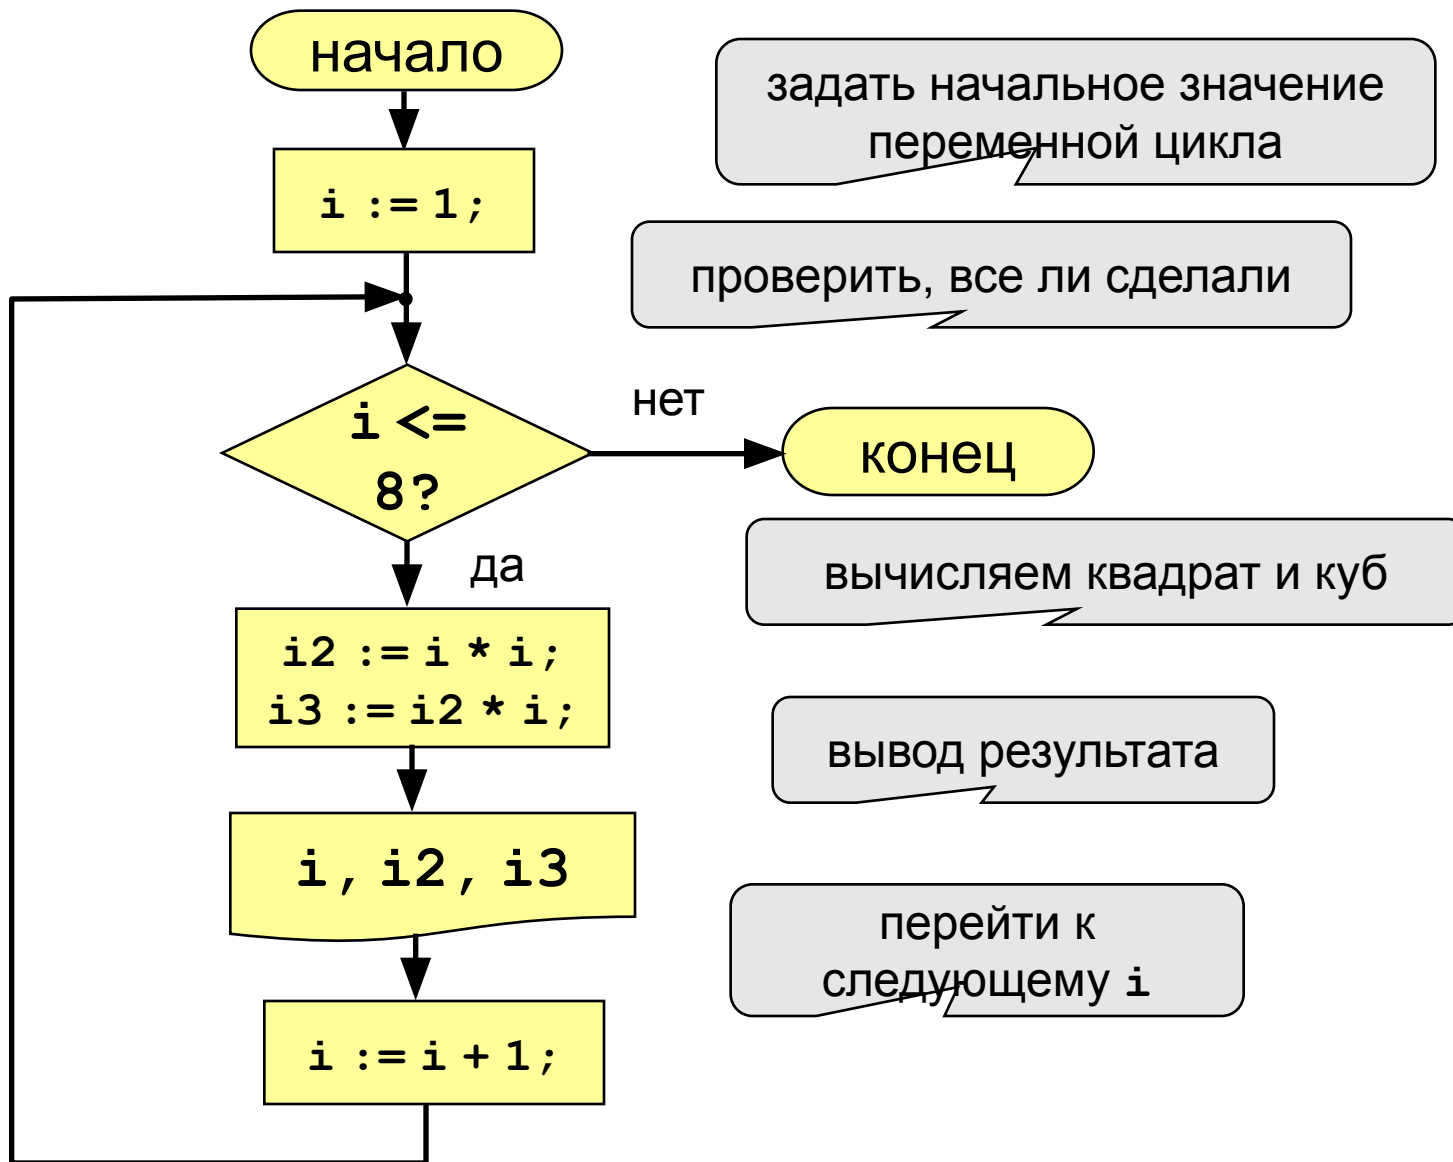 начало
задать начальное значение
переменной цикла
i := 1;
проверить, все ли сделали
i <=
8?
нет
конец
да
вычисляем квадрат и куб
i2 := i * i;
i3 := i2 * i;
вывод результата
i, i2, i3
перейти к
следующему i
i := i + 1;